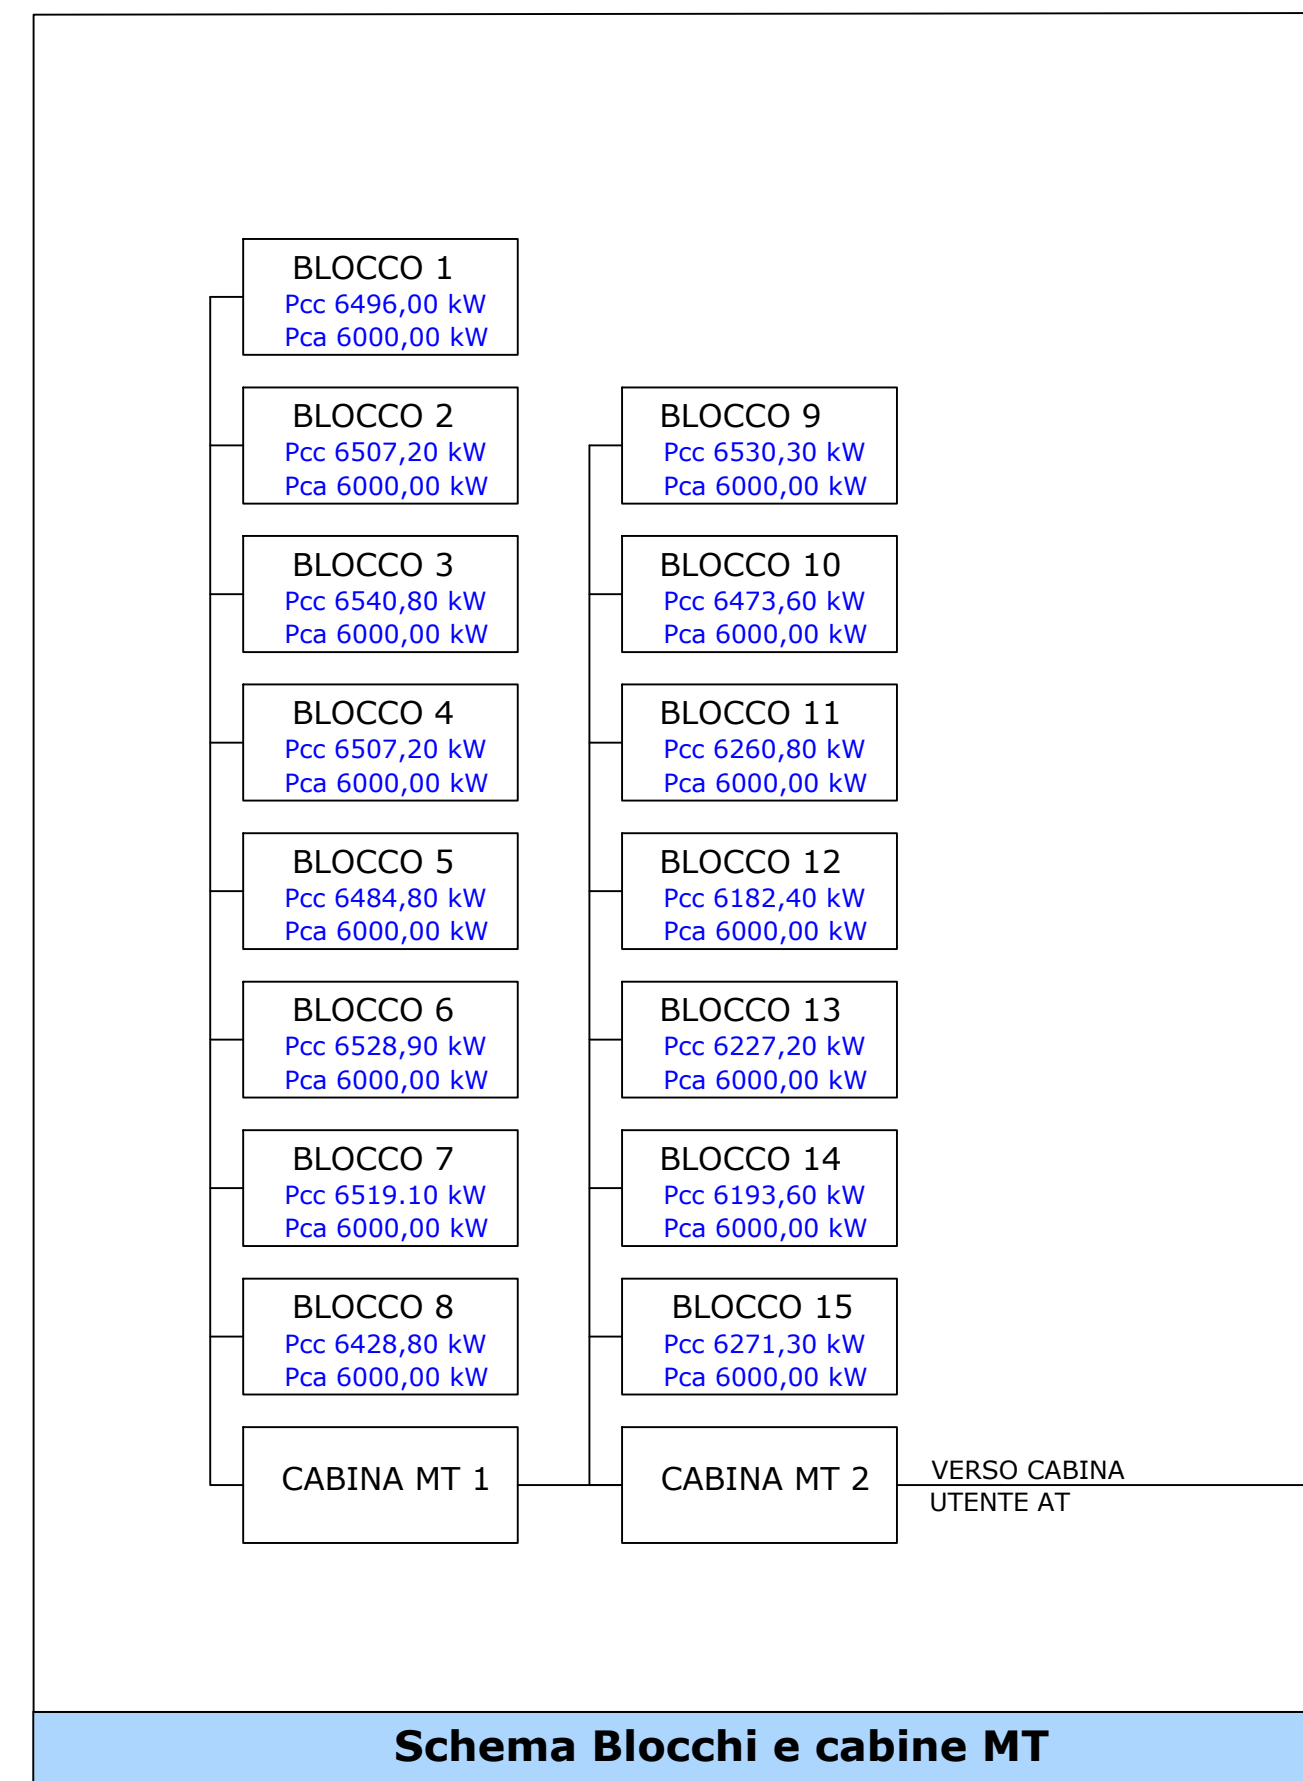 BLOCCO 1
Pcc 6496,00 kW
Pca 6000,00 kW
BLOCCO 2
Pcc 6507,20 kW
Pca 6000,00 kW
BLOCCO 3
Pcc 6540,80 kW
Pca 6000,00 kW
BLOCCO 4
Pcc 6507,20 kW
Pca 6000,00 kW
BLOCCO 5
Pcc 6484,80 kW
Pca 6000,00 kW
BLOCCO 6
Pcc 6528,90 kW
Pca 6000,00 kW
BLOCCO 7
Pcc 6519.10 kW
Pca 6000,00 kW
BLOCCO 8
Pcc 6428,80 kW
Pca 6000,00 kW
CABINA MT 1
BLOCCO 9
Pcc 6530,30 kW
Pca 6000,00 kW
BLOCCO 10
Pcc 6473,60 kW
Pca 6000,00 kW
BLOCCO 11
Pcc 6260,80 kW
Pca 6000,00 kW
BLOCCO 12
Pcc 6182,40 kW
Pca 6000,00 kW
BLOCCO 13
Pcc 6227,20 kW
Pca 6000,00 kW
BLOCCO 14
Pcc 6193,60 kW
Pca 6000,00 kW
BLOCCO 15
Pcc 6271,30 kW
Pca 6000,00 kW
CABINA MT 2
VERSO CABINA
UTENTE AT
Schema Blocchi e cabine MT